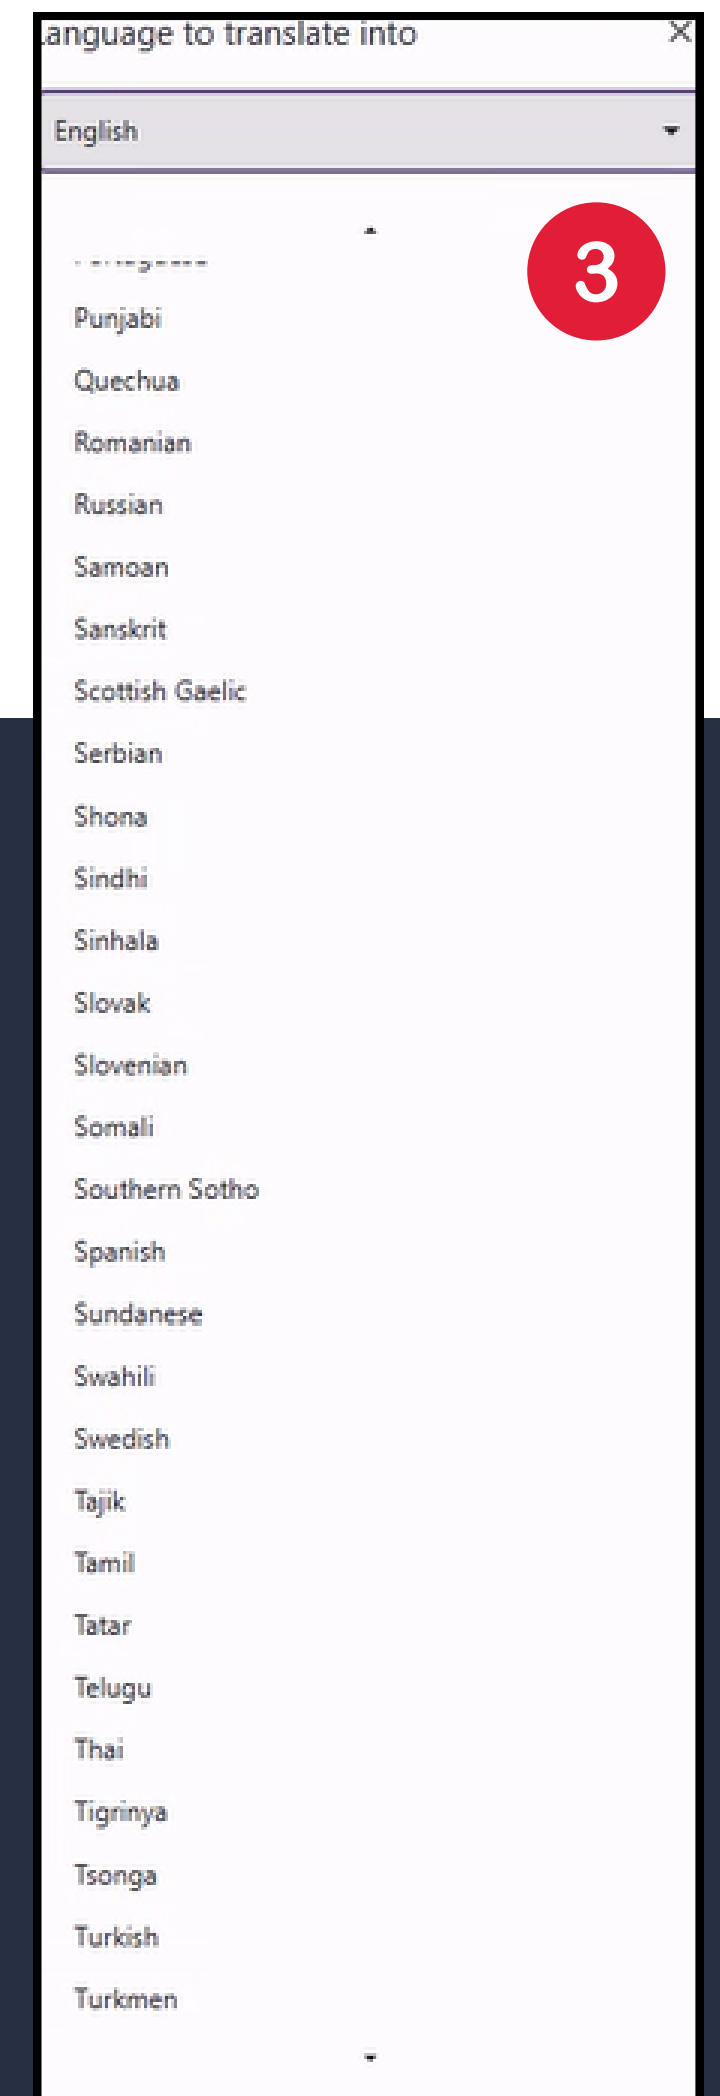 Language to translate into
English
3
Punjabi
Quechua
Romanian
Russian
Samoan
Sanskrit
Scottish Gaelic
Serbian
Shona
Sindhi
Sinhala
Slovak
Slovenian
Somali
Southern Sotho
Spanish
Sundanese
Swahili
Swedish
Tajik
Tamil
Tatar
Telugu
Thai
Tigrinya
Tsonga
Turkish
Turkmen